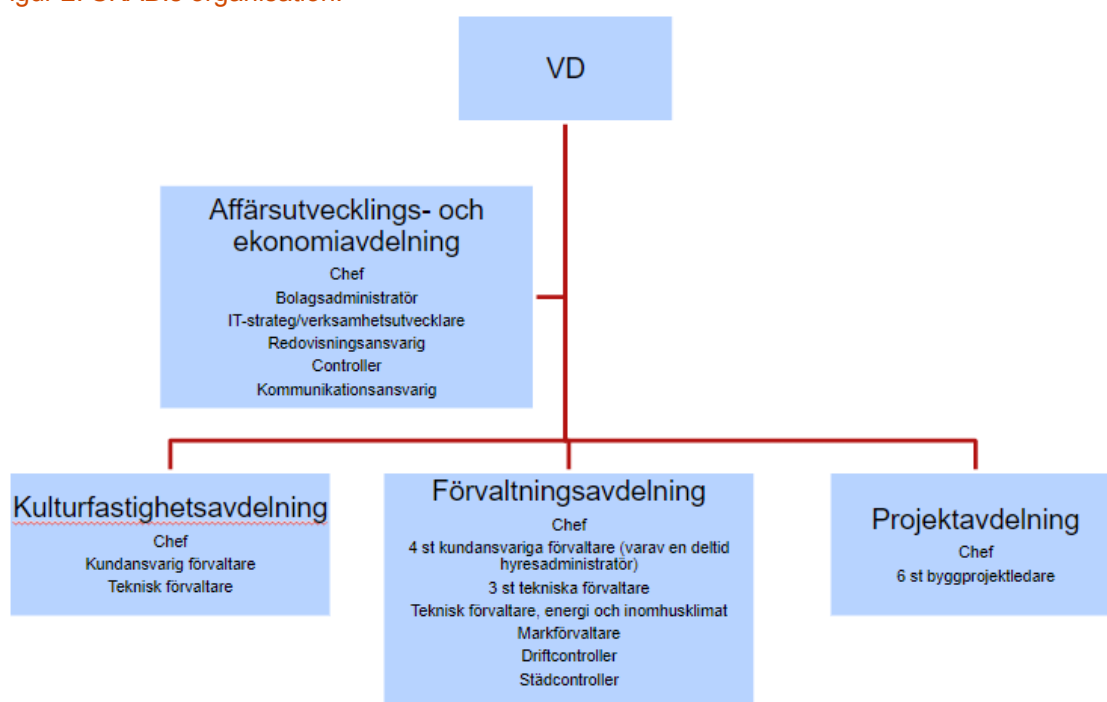 organisation.
VD
Affärsutvecklings- och
ekonomiavdelning
Chef
Bolagsadministratör
IT-strateg/verksamhetsutvecklare
Redovisningsansvarig
Controller
Kommunikationsansvarig
Kulturfastighetsavdelning
Chef
Kundansvarig förvaltare
Teknisk förvaltare
Förvaltningsavdelning
Chef
4 st kundansvariga förvaltare (varav en deltid
hyresadministratör)
3 st tekniska förvaltare
Teknisk förvaltare, energi och inomhusklimat
Markförvaltare
Driftcontroller
Städcontroller
Projektavdelning
Chef
6 st byggprojektledare